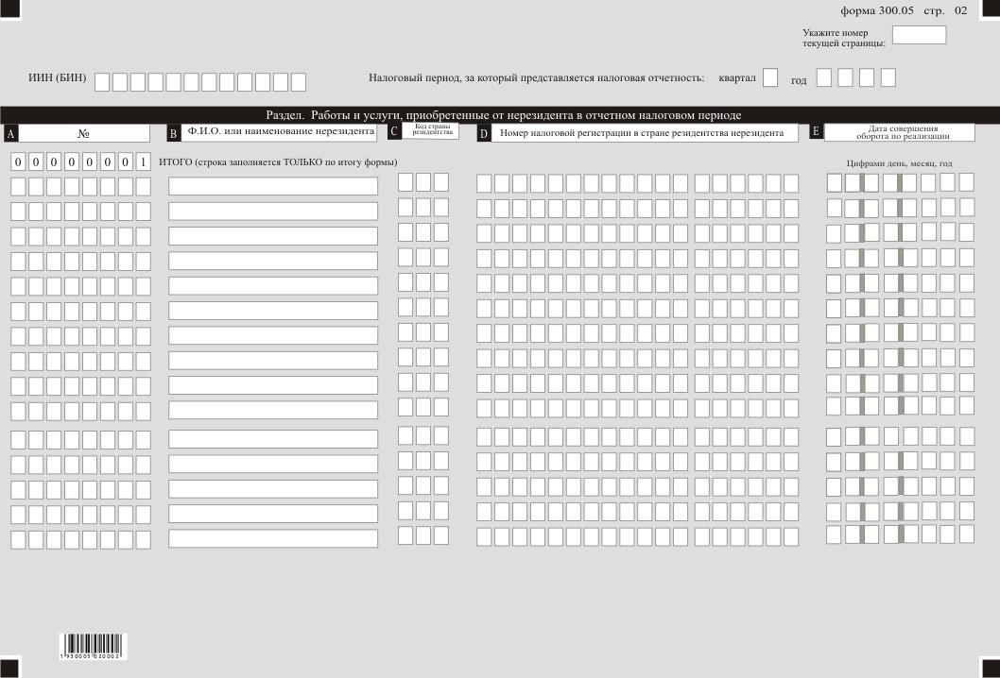 форма 300.05 стр. 02
Укажите номер
текущей страницы:
ИИН (БИН)
Налоговый период, за который представляется налоговая отчетность: квартал год
Раздел. Работы и услуги, приобретенные от нерезидента в отчетном налоговом периоде
A №
B Ф.И.О. или наименование нерезидента
C Код страны
резидентства
D Номер налоговой регистрации в стране резидентства нерезидента
E Дата совершения
оборота по реализации
0 0 0 0 0 0 0 1 ИТОГО (строка заполняется ТОЛЬКО по итогу формы)
Цифрами день, месяц, год
1930005020002